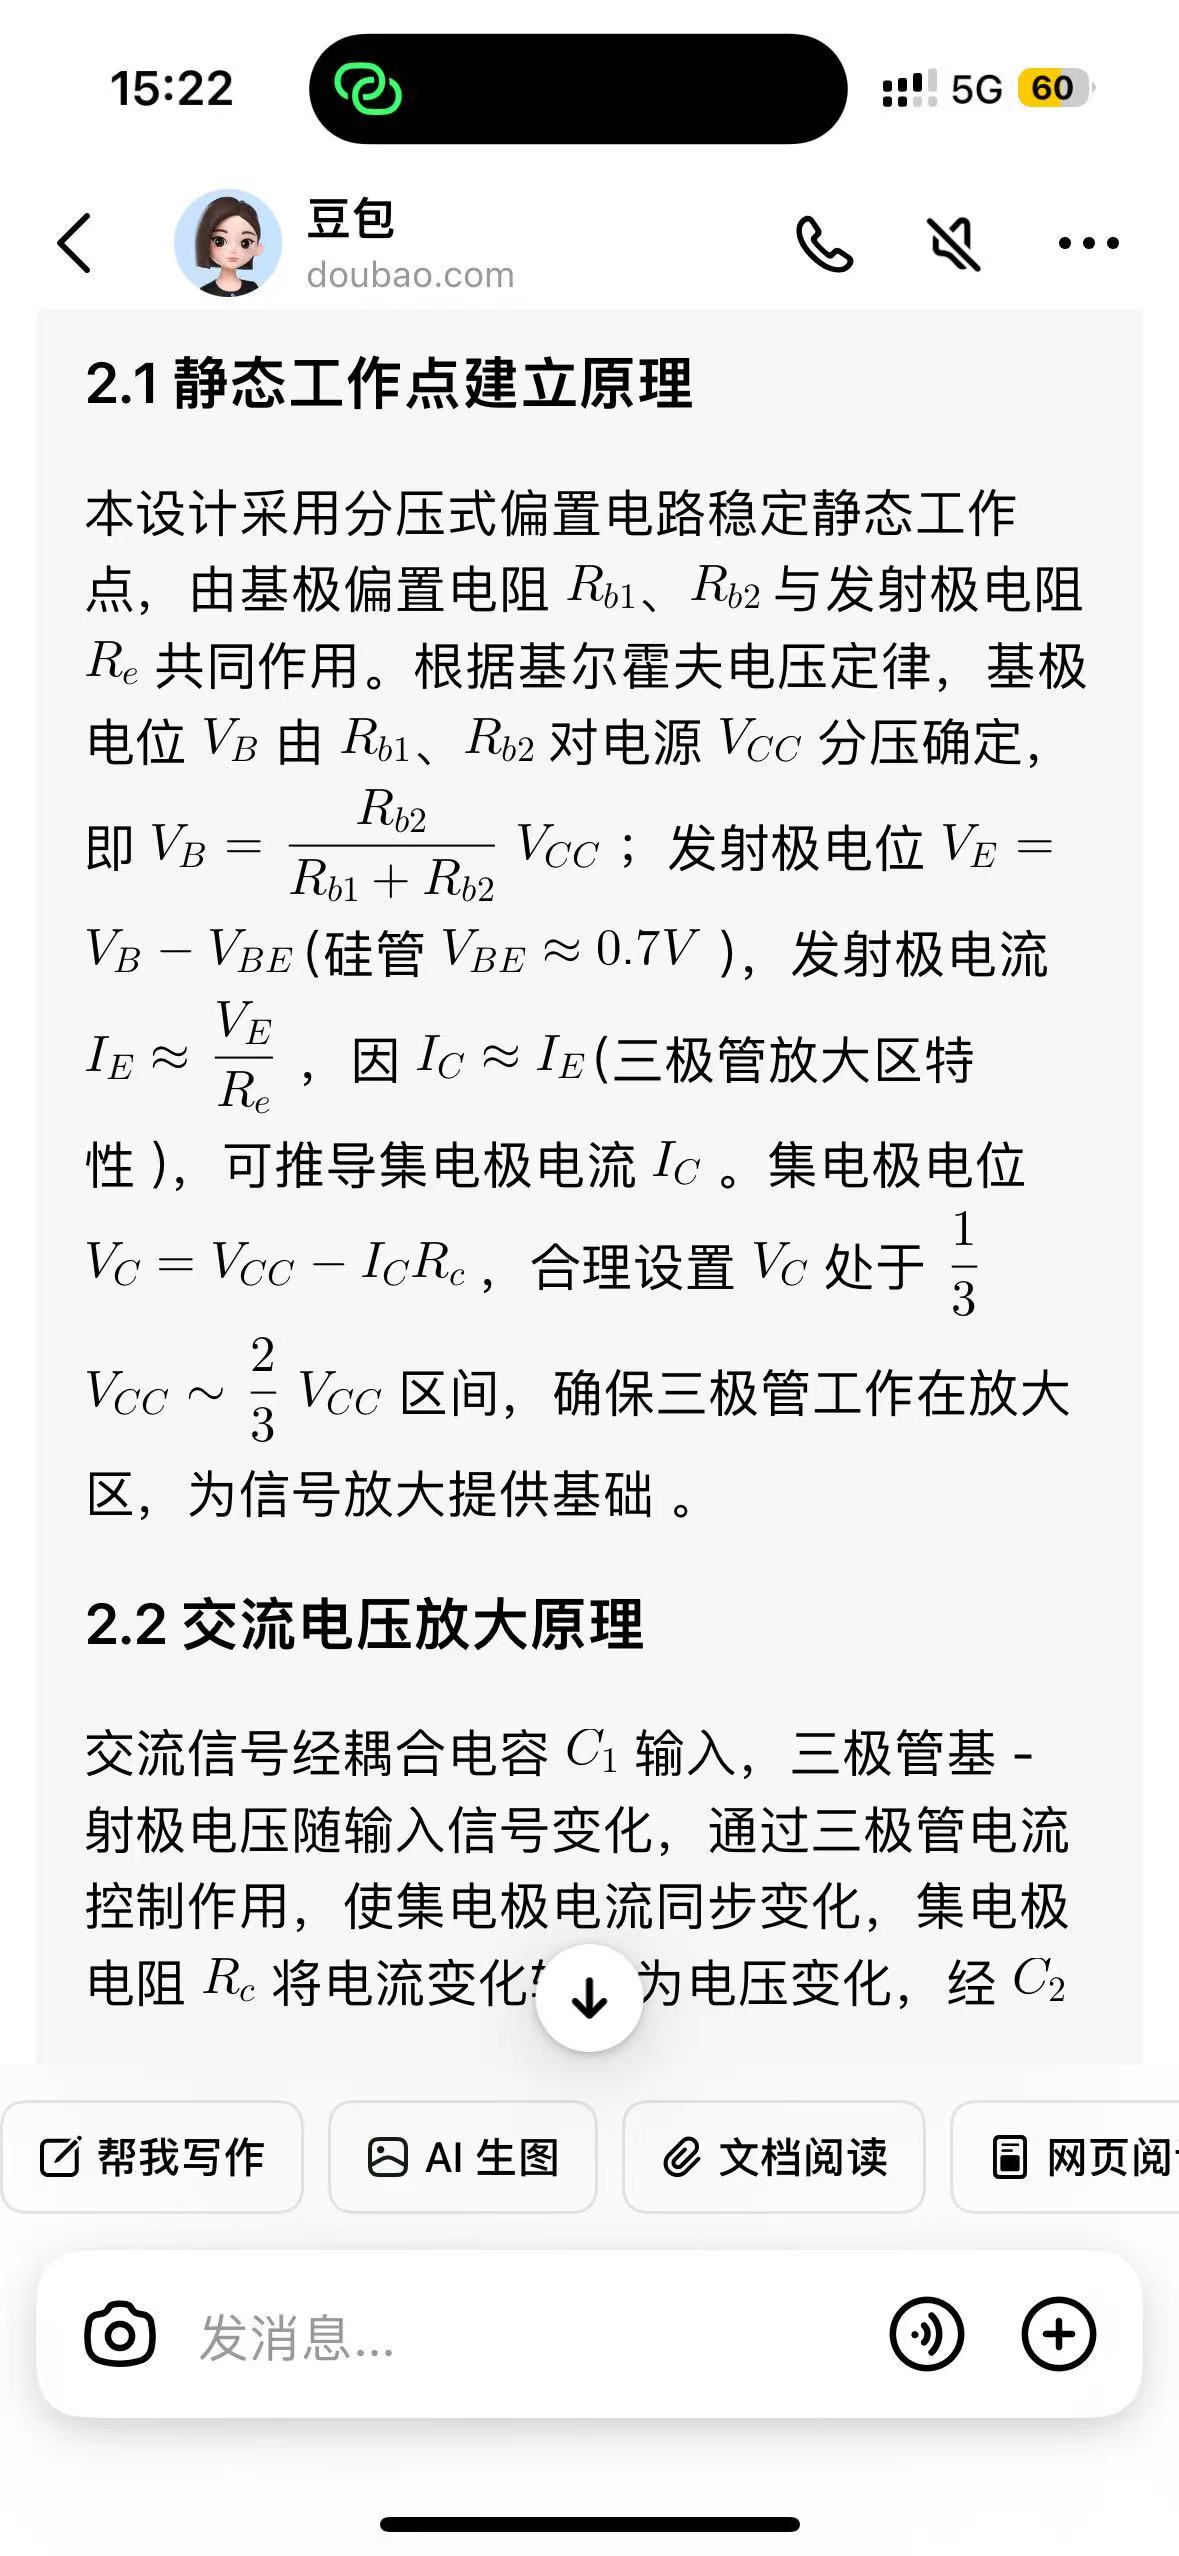 15:22
5G 60
豆包
doubao.com
2.1 静态工作点建立原理
本设计采用分压式偏置电路稳定静态工作
点，由基极偏置电阻 R_{b1}、R_{b2} 与发射极电阻
R_e 共同作用。根据基尔霍夫电压定律，基极
电位 V_B 由 R_{b1}、R_{b2} 对电源 V_{CC} 分压确定，
即 V_B = \frac{R_{b2}}{R_{b1} + R_{b2}} V_{CC} ；发射极电位 V_E =
V_B − V_{BE} (硅管 V_{BE} ≈ 0.7V )，发射极电流
I_E ≈ \frac{V_E}{R_e} ，因 I_C ≈ I_E (三极管放大区特
性 )，可推导集电极电流 I_C 。集电极电位
V_C = V_{CC} − I_C R_c ，合理设置 V_C 处于 \frac{1}{3}
V_{CC} ∼ \frac{2}{3} V_{CC} 区间，确保三极管工作在放大
区，为信号放大提供基础 。
2.2 交流电压放大原理
交流信号经耦合电容 C_1 输入，三极管基 -
射极电压随输入信号变化，通过三极管电流
控制作用，使集电极电流同步变化，集电极
电阻 R_c 将电流变化 为电压变化，经 C_2
帮我写作 AI 生图 文档阅读 网页阅
发消息...